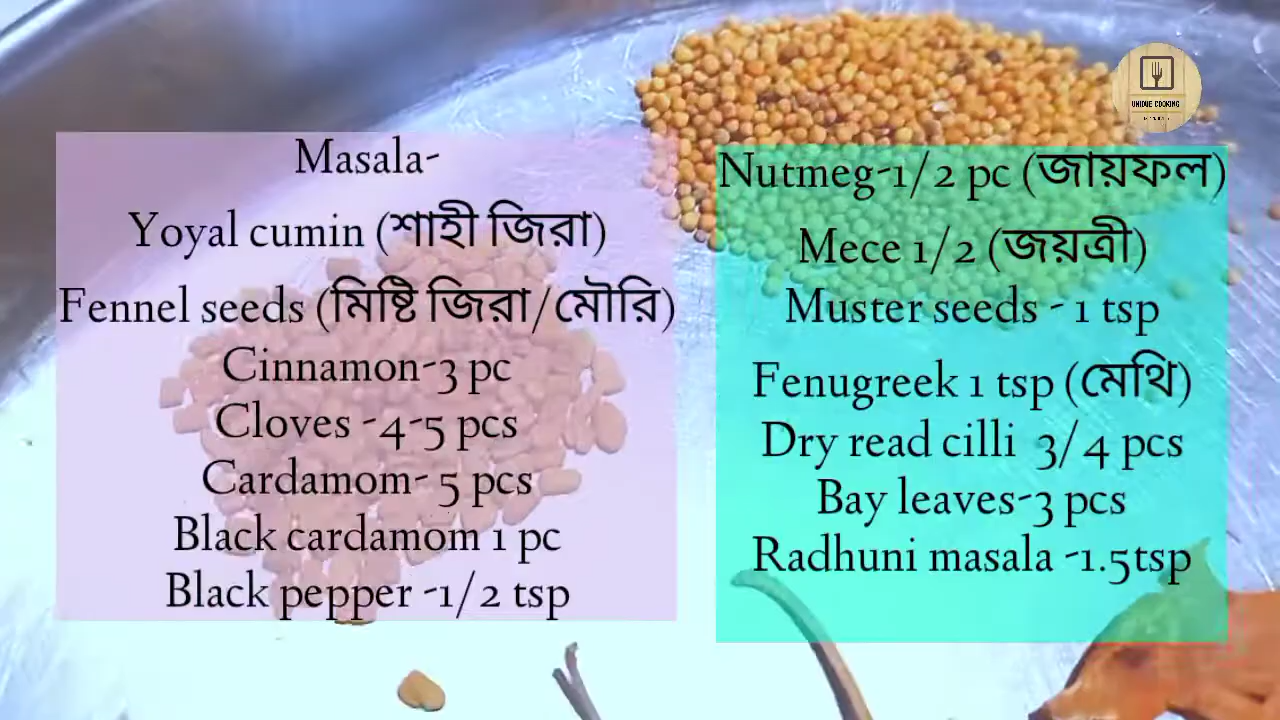 Masala-
Yoyal cumin (শাহী জিরা)
Fennel seeds (মিষ্টি জিরা/মৌরি)
Cinnamon-3 pc
Cloves -4-5 pcs
Cardamom- 5 pcs
Black cardamom 1 pc
Black pepper -1/2 tsp
Nutmeg-1/2 pc (জায়ফল)
Mece 1/2 (জয়ত্রী)
Muster seeds - 1 tsp
Fenugreek 1 tsp (মেথি)
Dry read cilli 3/4 pcs
Bay leaves-3 pcs
Radhuni masala -1.5tsp
UNIQUE COOKING